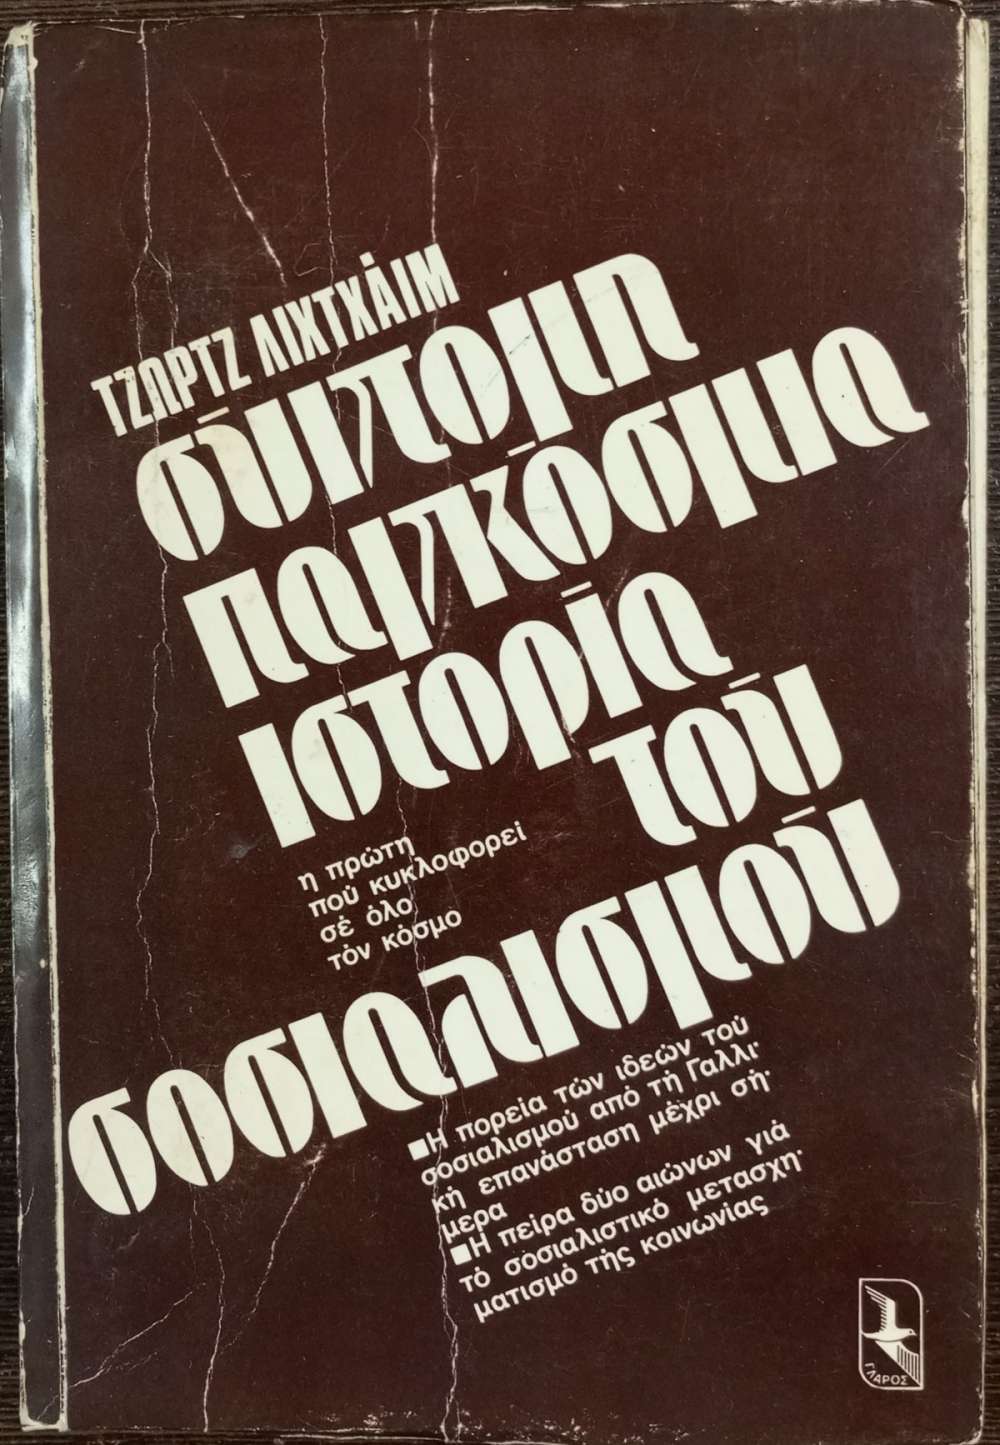 ΤΖΩΡΤΖ ΛΙΧΤΧΆΙΜ
σύντομη
παγκόσμια
ιστορία
τού
η πρώτη
πού κυκλοφορεί
σέ όλο
τόν κόσμο
σοσιαλισμού
■Η πορεία τών ιδεών τού
σοσιαλισμού από τή Γαλλι-
κή επανάσταση μέχρι σή-
μερα
■Η πείρα δύο αιώνων γιά
τό σοσιαλιστικό μετασχη-
ματισμό τής κοινωνίας
ΓΛΑΡΟΣ